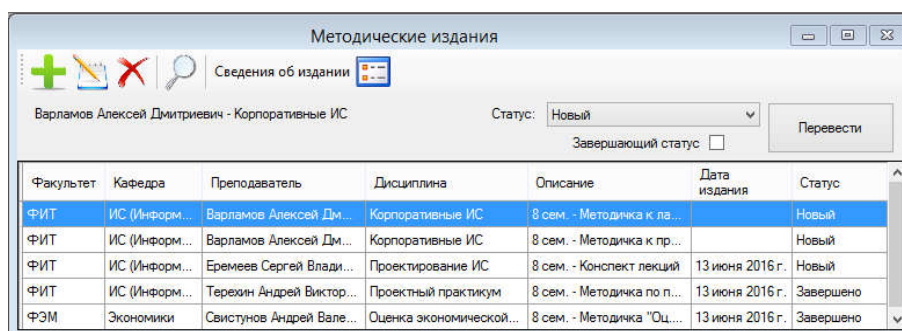 Методические издания
Сведения об издании
Варламов Алексей Дмитриевич - Корпоративные ИС Статус: Новый Перевести
Завершающий статус
Факультет Кафедра Преподаватель Дисциплина Описание Дата издания Статус
ФИТ ИС (Информ... Варламов Алексей Дм... Корпоративные ИС 8 сем. - Методичка к ла... Новый
ФИТ ИС (Информ... Варламов Алексей Дм... Корпоративные ИС 8 сем. - Методичка к пр... Новый
ФИТ ИС (Информ... Еремеев Сергей Влади... Проектирование ИС 8 сем. - Конспект лекций 13 июня 2016 г. Новый
ФИТ ИС (Информ... Терехин Андрей Виктор... Проектный практикум 8 сем. - Методичка по п... 13 июня 2016 г. Завершено
ФЭМ Экономики Свистунов Андрей Вале... Оценка экономической... 8 сем. - Методичка "Оц.... 13 июня 2016 г. Завершено